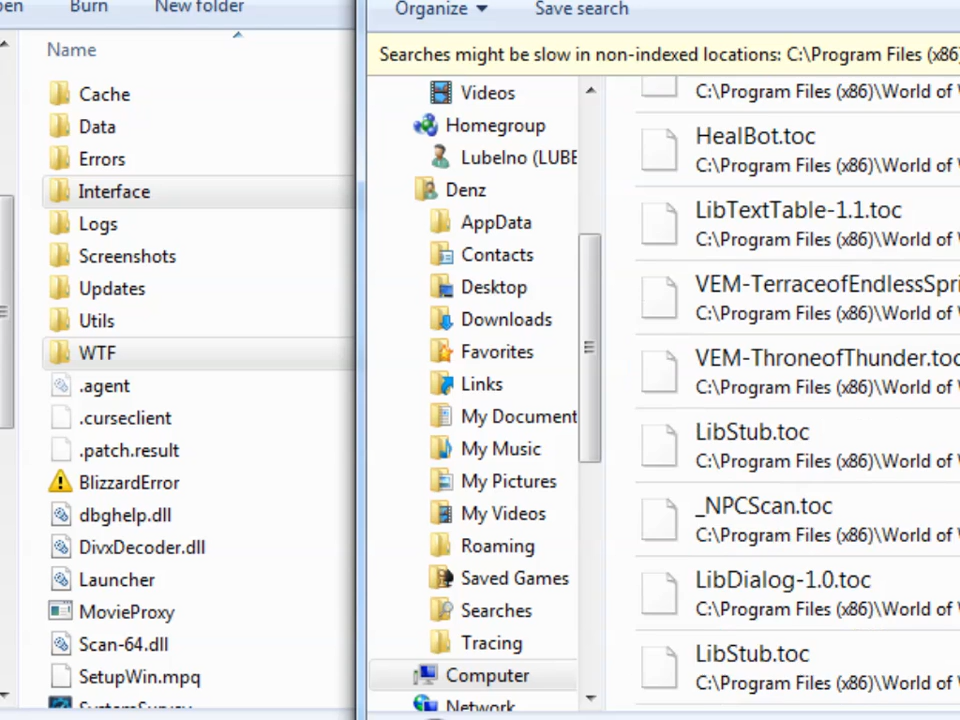 en
Burn
New folder
Name
Cache
Data
Errors
Interface
Logs
Screenshots
Updates
Utils
WTF
.agent
.curseclient
.patch.result
BlizzardError
dbghelp.dll
DivxDecoder.dll
Launcher
MovieProxy
Scan-64.dll
SetupWin.mpq
SystemSurvey
Organize
Save search
Searches might be slow in non-indexed locations: C:\Program Files (x86)
Videos
Homegroup
Lubelno (LUBE
Denz
AppData
Contacts
Desktop
Downloads
Favorites
Links
My Document
My Music
My Pictures
My Videos
Roaming
Saved Games
Searches
Tracing
Computer
Network
C:\Program Files (x86)\World of W
HealBot.toc
C:\Program Files (x86)\World of W
LibTextTable-1.1.toc
C:\Program Files (x86)\World of W
VEM-TerraceofEndlessSpri
C:\Program Files (x86)\World of W
VEM-ThroneofThunder.toc
C:\Program Files (x86)\World of W
LibStub.toc
C:\Program Files (x86)\World of W
_NPCScan.toc
C:\Program Files (x86)\World of W
LibDialog-1.0.toc
C:\Program Files (x86)\World of W
LibStub.toc
C:\Program Files (x86)\World of W